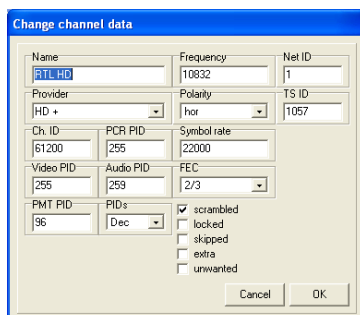 Change channel data
Name Frequency Net ID
RTL HD 10832 1
Provider Polarity TS ID
HD + hor 1057
Ch. ID PCR PID Symbol rate
61200 255 22000
Video PID Audio PID FEC
255 259 2/3
PMT PID PIDs scrambled
96 Dec locked
skipped
extra
unwanted
Cancel OK